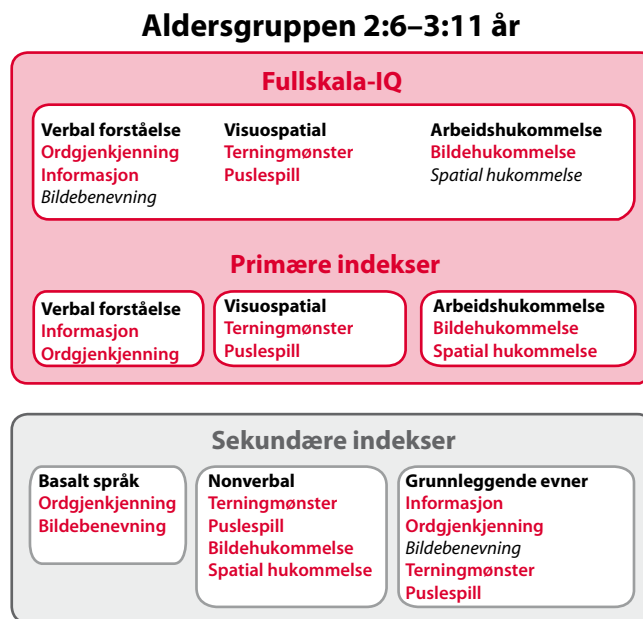 Aldersgruppen 2:6–3:11 år
Fullskala-IQ
Verbal forståelse
Ordgjenkjenning
Informasjon
Bildebenevning
Visuospatial
Terningmønster
Puslespill
Arbeidshukommelse
Bildehukommelse
Spatial hukommelse
Primære indekser
Verbal forståelse
Informasjon
Ordgjenkjenning
Visuospatial
Terningmønster
Puslespill
Arbeidshukommelse
Bildehukommelse
Spatial hukommelse
Sekundære indekser
Basalt språk
Ordgjenkjenning
Bildebenevning
Nonverbal
Terningmønster
Puslespill
Bildehukommelse
Spatial hukommelse
Grunnleggende evner
Informasjon
Ordgjenkjenning
Bildebenevning
Terningmønster
Puslespill